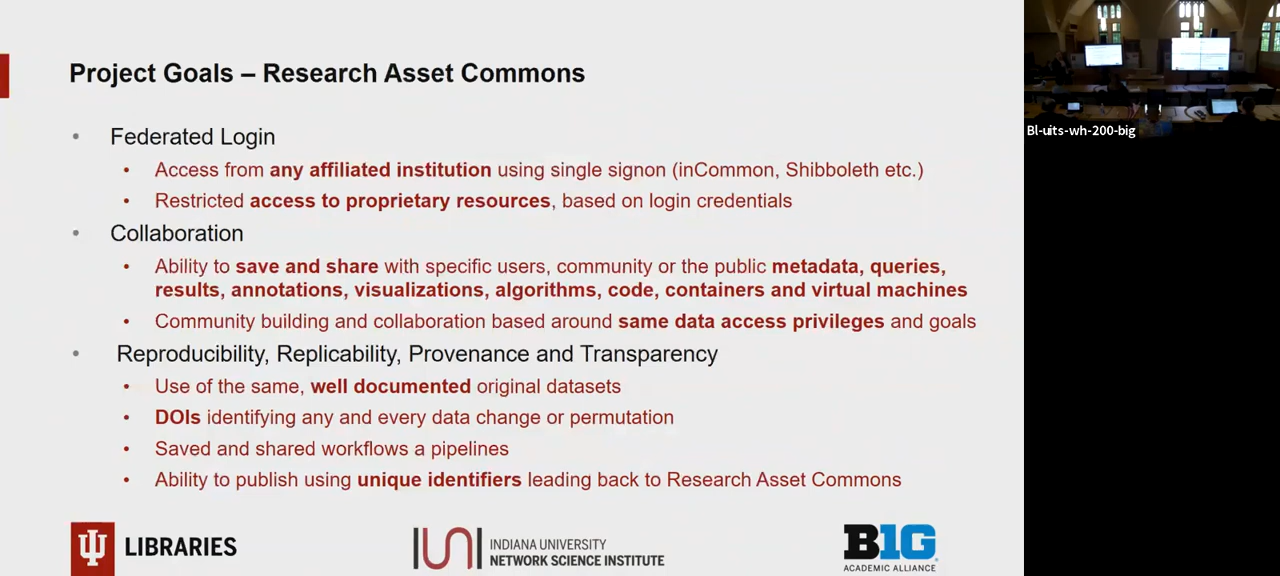 Project Goals – Research Asset Commons
• Federated Login
• Access from any affiliated institution using single signon (inCommon, Shibboleth etc.)
• Restricted access to proprietary resources, based on login credentials
• Collaboration
• Ability to save and share with specific users, community or the public metadata, queries,
results, annotations, visualizations, algorithms, code, containers and virtual machines
• Community building and collaboration based around same data access privileges and goals
• Reproducibility, Replicability, Provenance and Transparency
• Use of the same, well documented original datasets
• DOIs identifying any and every data change or permutation
• Saved and shared workflows a pipelines
• Ability to publish using unique identifiers leading back to Research Asset Commons
LIBRARIES
INDIANA UNIVERSITY
NETWORK SCIENCE INSTITUTE
B1G
ACADEMIC ALLIANCE
Bl-uits-wh-200-big